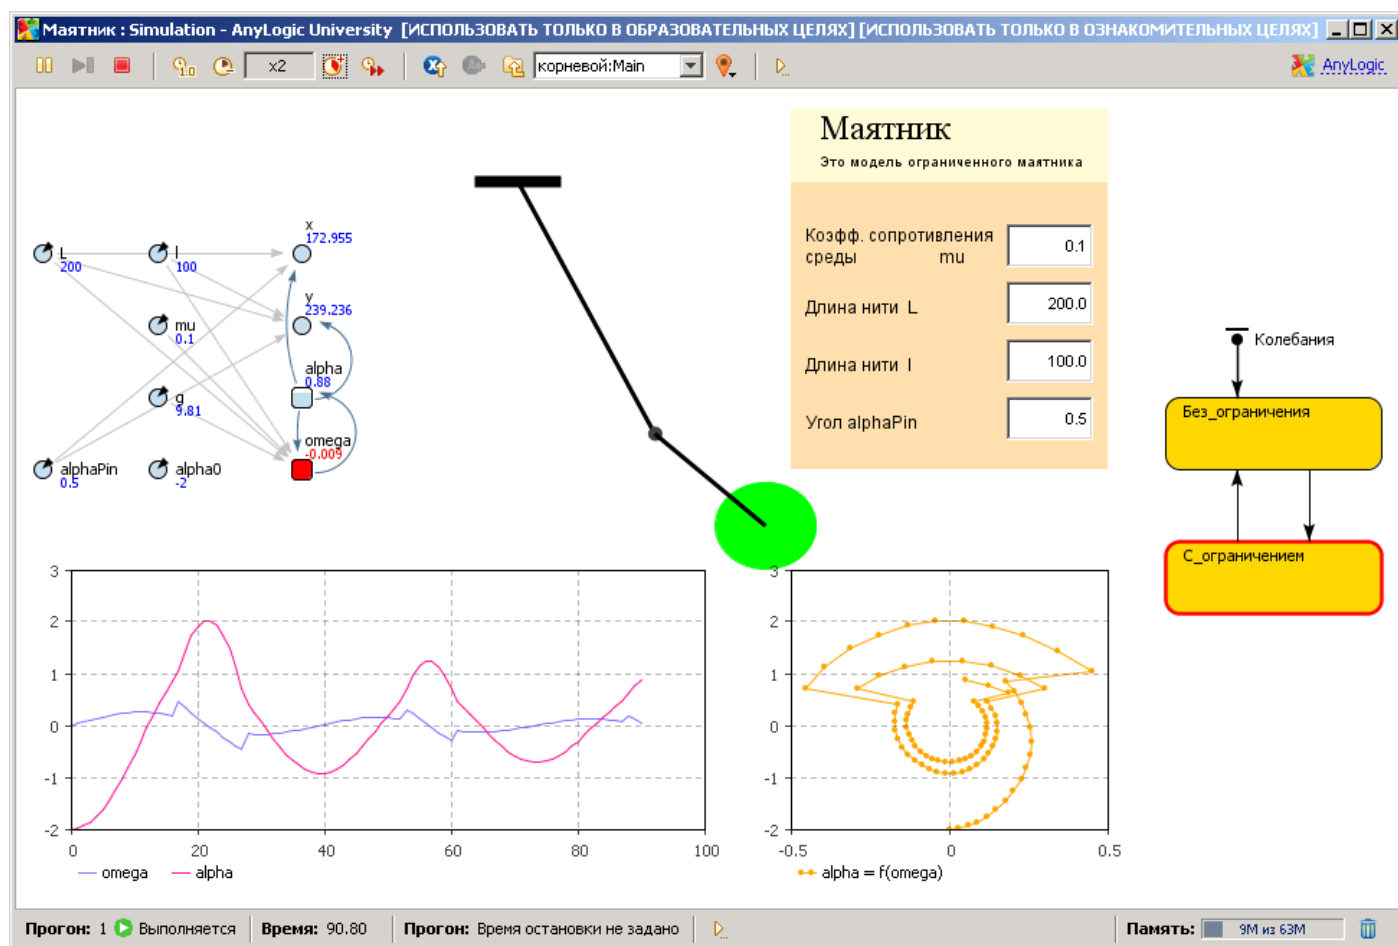 Маятник : Simulation - AnyLogic University [ИСПОЛЬЗОВАТЬ ТОЛЬКО В ОБРАЗОВАТЕЛЬНЫХ ЦЕЛЯХ] [ИСПОЛЬЗОВАТЬ ТОЛЬКО В ОЗНАКОМИТЕЛЬНЫХ ЦЕЛЯХ]
1.0 x2 корневой:Main AnyLogic
Маятник
Это модель ограниченного маятника
Коэфф. сопротивления
среды mu
0.1
Длина нити L 200.0
Длина нити l 100.0
Угол alphaPin 0.5
L
200
l
100
x
172.955
y
239.236
mu
0.1
alpha
0.88
g
9.81
omega
-0.009
alphaPin
0.5
alpha0
-2
Колебания
Без_ограничения
С_ограничением
3
2
1
0
-1
-2
0 20 40 60 80 100
omega alpha
3
2
1
0
-1
-2
-0.5 0 0.5
alpha = f(omega)
Прогон: 1 Выполняется Время: 90.80 Прогон: Время остановки не задано Память: 9M из 63M